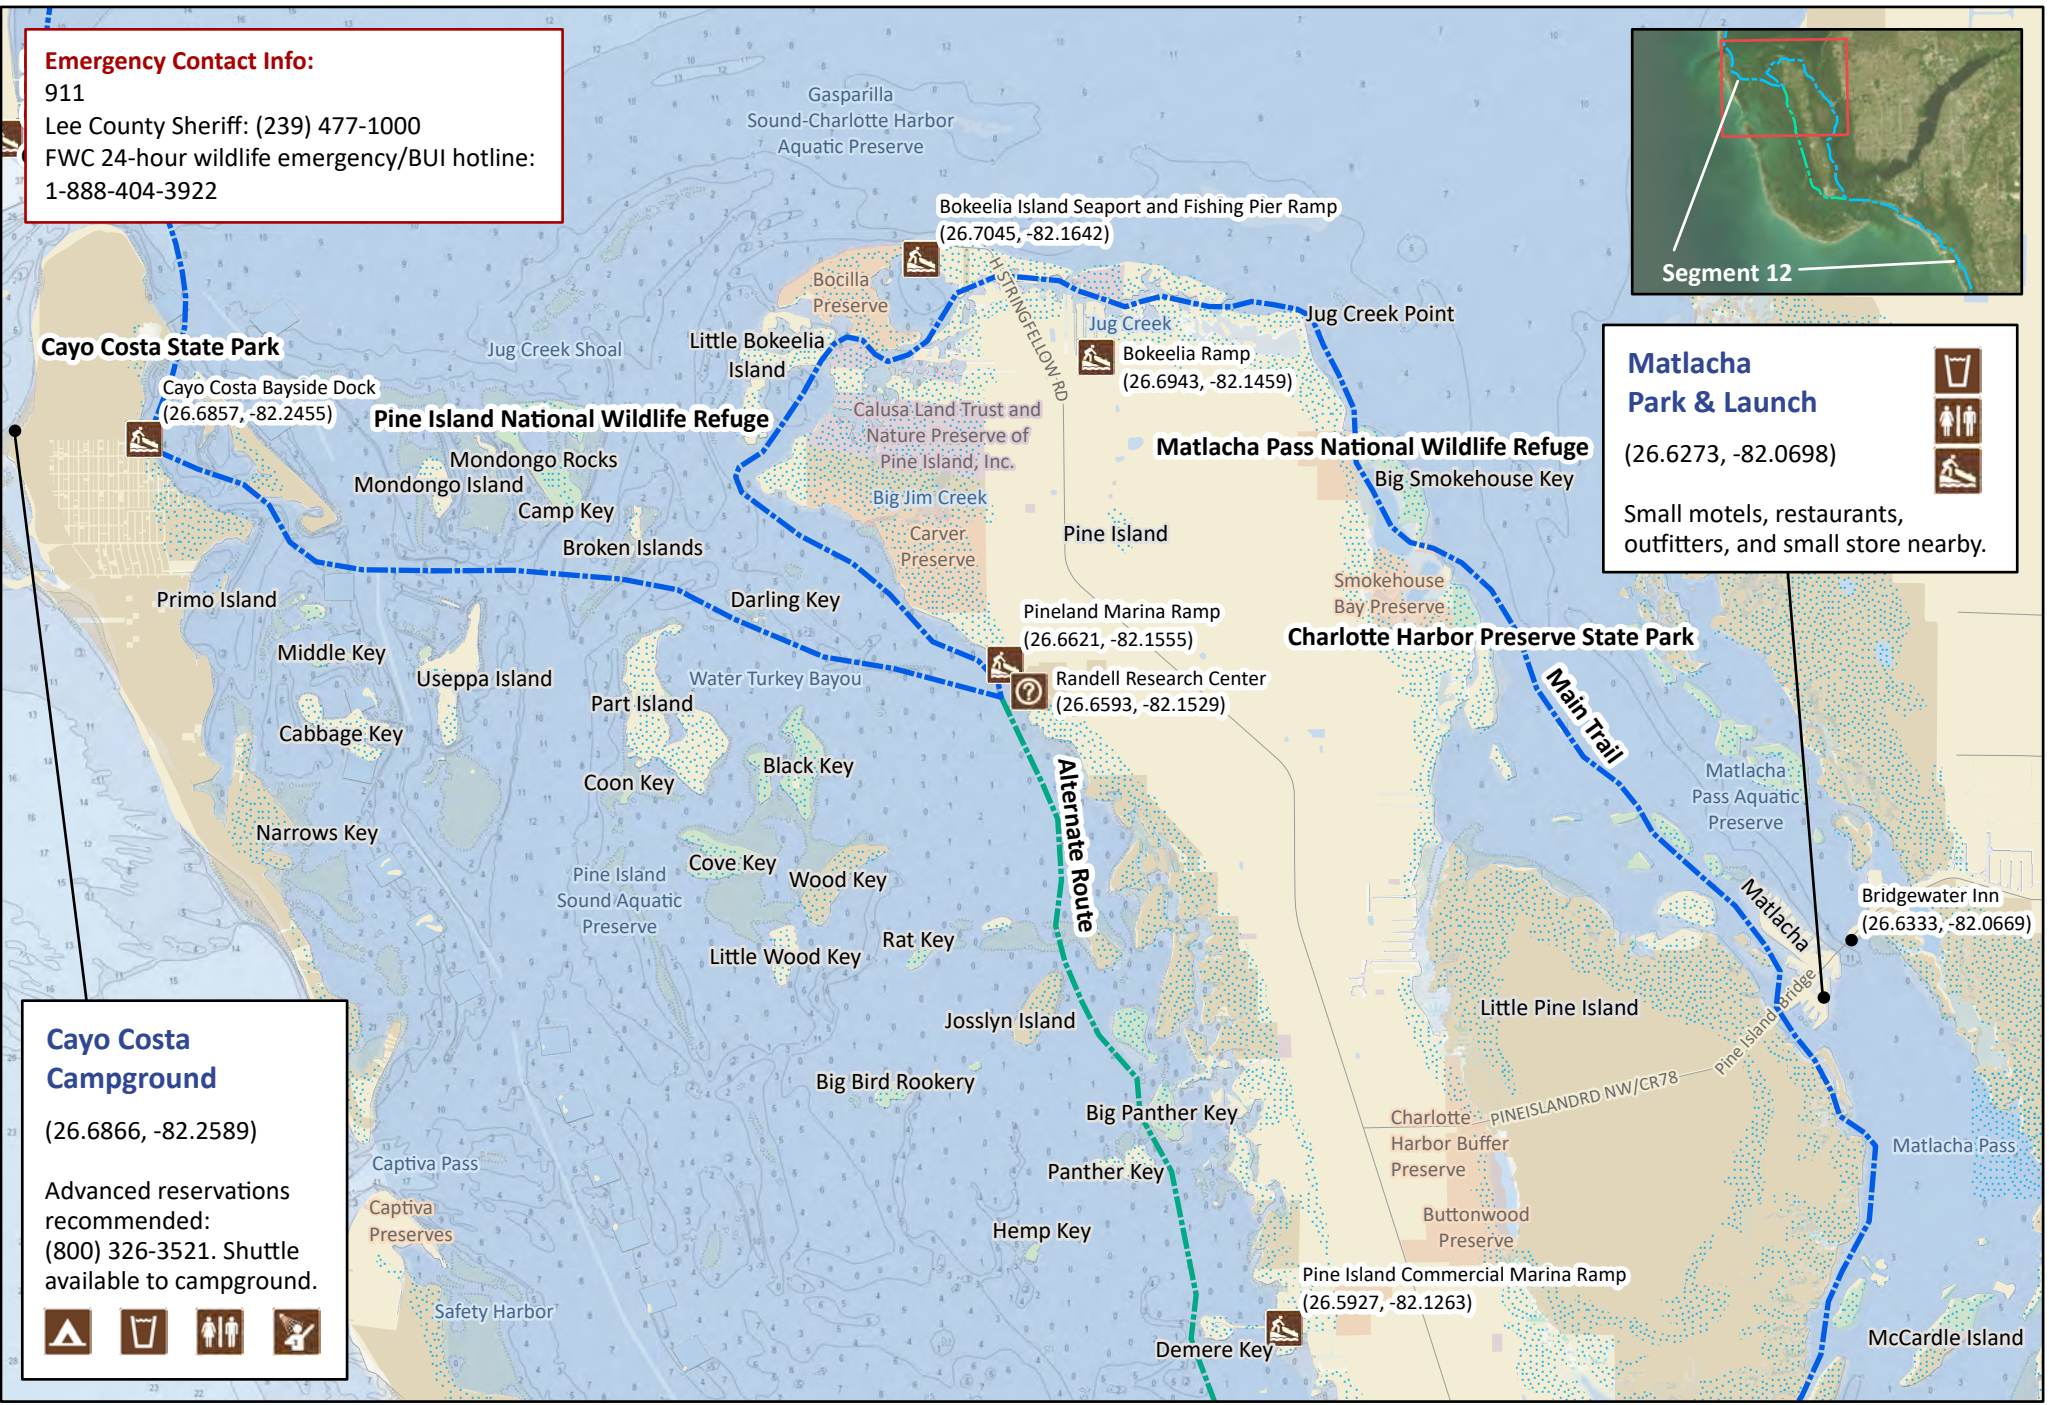 Emergency Contact Info:
911
Lee County Sheriff: (239) 477-1000
FWC 24-hour wildlife emergency/BUI hotline:
1-888-404-3922
Gasparilla
Sound-Charlotte Harbor
Aquatic Preserve
Segment 12
Bokeelia Island Seaport and Fishing Pier Ramp
(26.7045, -82.1642)
Bocilla
Preserve
H STRINGFELLOW RD
Jug Creek Point
Jug Creek
Little Bokeelia
Island
Jug Creek Shoal
Bokeelia Ramp
(26.6943, -82.1459)
Cayo Costa State Park
Cayo Costa Bayside Dock
(26.6857, -82.2455)
Pine Island National Wildlife Refuge
Calusa Land Trust and
Nature Preserve of
Pine Island, Inc.
Matlacha Pass National Wildlife Refuge
Big Smokehouse Key
Matlacha
Park & Launch
(26.6273, -82.0698)
Small motels, restaurants,
outfitters, and small store nearby.
Mondongo Rocks
Mondongo Island
Camp Key
Broken Islands
Big Jim Creek
Carver
Preserve
Pine Island
Smokehouse
Bay Preserve
Primo Island
Darling Key
Pineland Marina Ramp
(26.6621, -82.1555)
Charlotte Harbor Preserve State Park
Middle Key
Useppa Island
Water Turkey Bayou
Randell Research Center
(26.6593, -82.1529)
Main Trail
Part Island
Cabbage Key
Black Key
Coon Key
Alternate Route
Matlacha
Pass Aquatic
Preserve
Narrows Key
Cove Key
Wood Key
Pine Island
Sound Aquatic
Preserve
Matlacha
Bridgewater Inn
(26.6333, -82.0669)
Rat Key
Little Wood Key
Josslyn Island
Little Pine Island
Pine Island Bridge
Cayo Costa
Campground
(26.6866, -82.2589)
Advanced reservations
recommended:
(800) 326-3521. Shuttle
available to campground.
Big Bird Rookery
Big Panther Key
PINEISLANDRD NW/CR78
Charlotte
Harbor Buffer
Preserve
Matlacha Pass
Captiva Pass
Panther Key
Captiva
Preserves
Hemp Key
Buttonwood
Preserve
Pine Island Commercial Marina Ramp
(26.5927, -82.1263)
Safety Harbor
Demere Key
McCardle Island